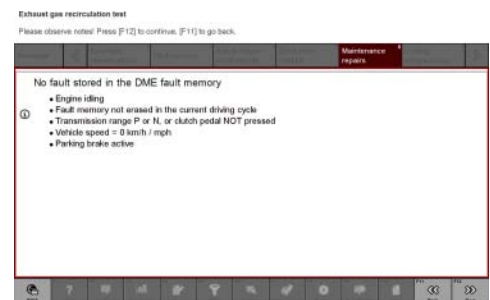 Exhaust gas recirculation test
Please observe notes! Press [F12] to continue, [F11] to go back.
Maintenance
repairs
No fault stored in the DME fault memory
• Engine idling
• Fault memory not erased in the current driving cycle
• Transmission range P or N, or clutch pedal NOT pressed
• Vehicle speed = 0 km/h / mph
• Parking brake active
F11 F12